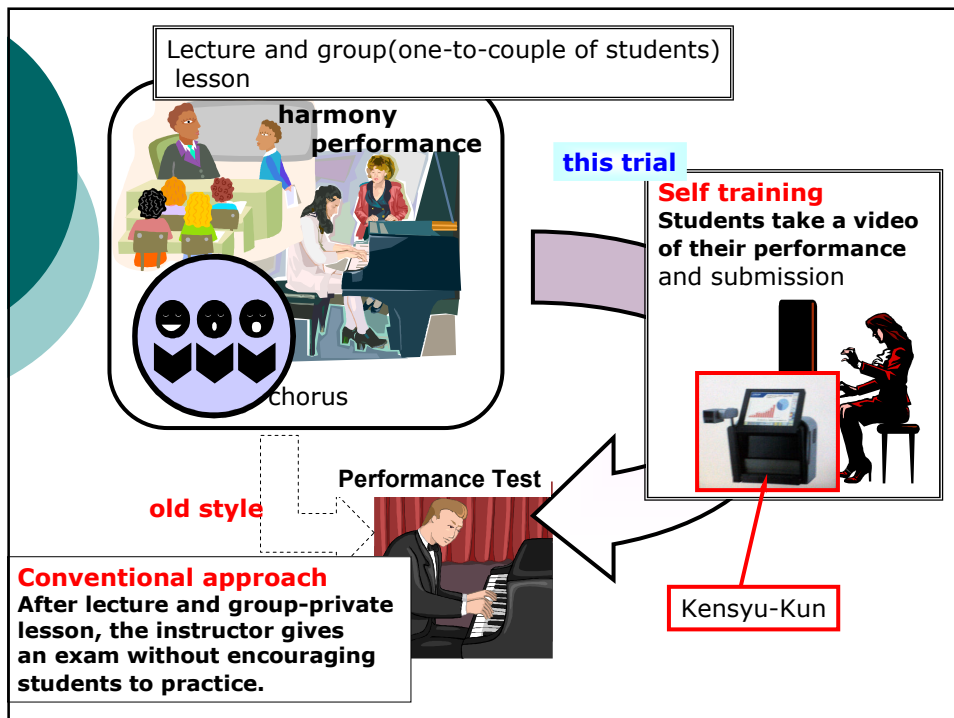 Lecture and group(one-to-couple of students)
lesson
harmony
performance
chorus
this trial
Self training
Students take a video
of their performance
and submission
Kensyu-Kun
old style
Performance Test
Conventional approach
After lecture and group-private
lesson, the instructor gives
an exam without encouraging
students to practice.